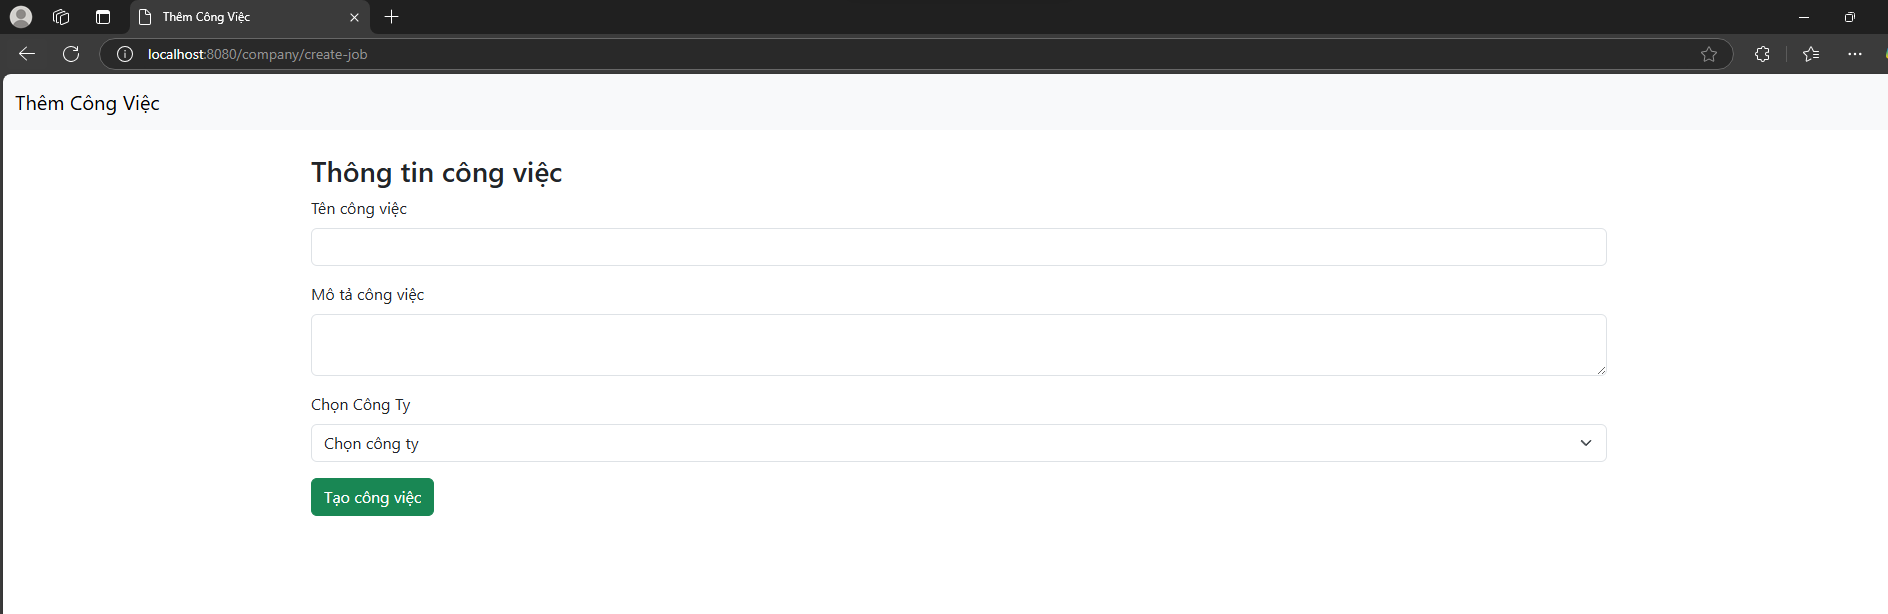 Thêm Công Việc
localhost:8080/company/create-job
Thêm Công Việc
Thông tin công việc
Tên công việc
Mô tả công việc
Chọn Công Ty
Chọn công ty
Tạo công việc